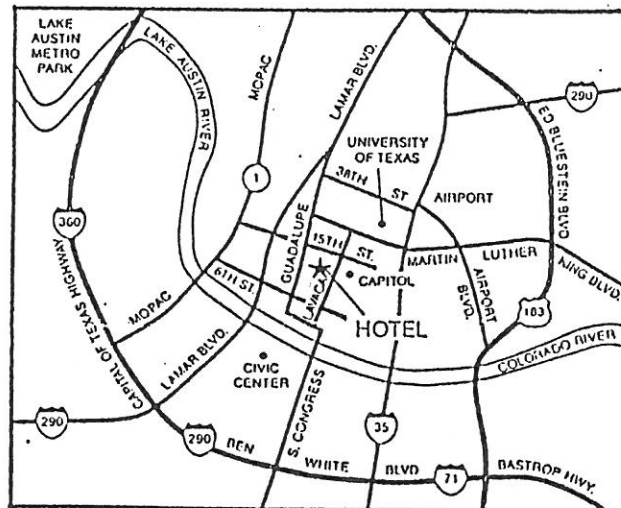 LAKE
AUSTIN
METRO
PARK
LAKE AUSTIN
RIVER
MOPAC
LAMAR BLVD.
290
ED BLUESTEIN BLVD
UNIVERSITY
OF TEXAS
1
38TH ST
AIRPORT
360
GUADALUPE
15TH ST.
MARTIN LUTHER KING BLVD.
6TH ST.
LAVACA
CAPITOL
AIRPORT
BLVD.
CAPITAL OF TEXAS HIGHWAY
MOPAC
HOTEL
183
LAMAR BLVD.
COLORADO RIVER
CIVIC
CENTER
S. CONGRESS
290
290
35
BEN WHITE BLVD
71
BASTROP HWY.